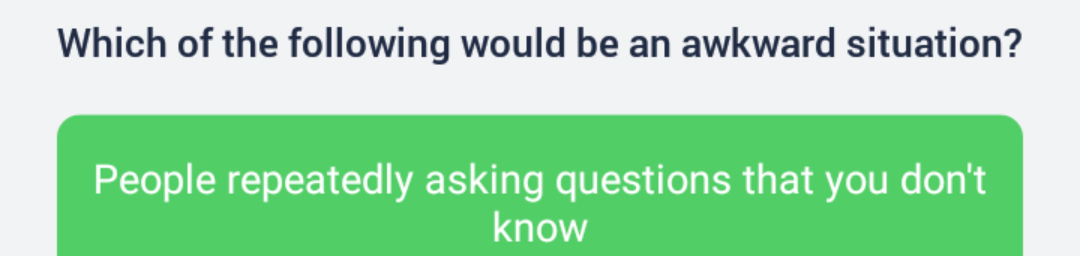 Which of the following would be an awkward situation?
People repeatedly asking questions that you don't
know